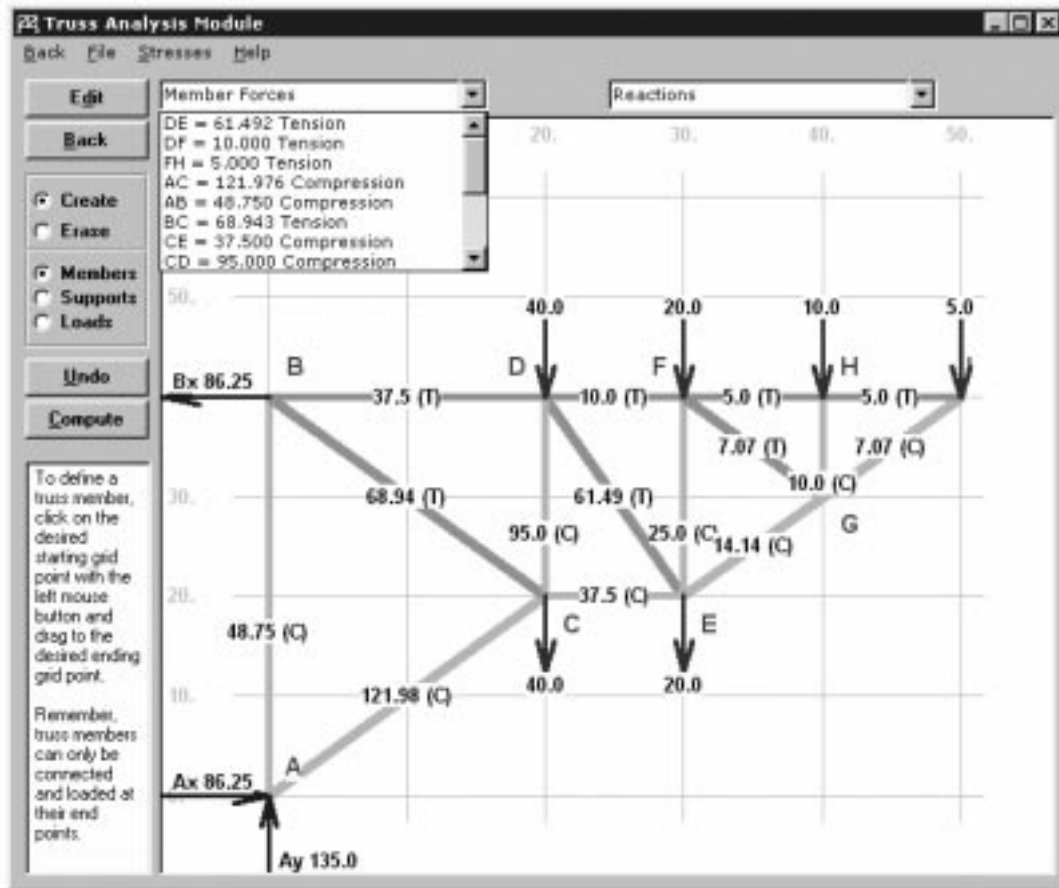 Truss Analysis Module
Back File Stresses Help
Edit
Member Forces
Reactions
Back
DE = 61.492 Tension
DF = 10.000 Tension
FH = 5.000 Tension
AC = 121.976 Compression
AB = 48.750 Compression
BC = 68.943 Tension
CE = 37.500 Compression
CD = 95.000 Compression
20. 30. 40. 50.
Create
Erase
Members
Supports
Loads
Undo
Compute
To define a
truss member,
click on the
desired
starting grid
point with the
left mouse
button and
drag to the
desired ending
grid point.
Remember,
truss members
can only be
connected
and loaded at
their end
points.
50.
40.0 20.0 10.0 5.0
B D F H
Bx 86.25
37.5 (T) 10.0 (T) 5.0 (T) 5.0 (T)
7.07 (T) 7.07 (C)
30. 68.94 (T) 61.49 (T) 10.0 (C)
G
95.0 (C) 25.0 (C) 14.14 (C)
20. 37.5 (C)
48.75 (C) C E
10. 121.98 (C) 40.0 20.0
A
Ax 86.25
Ay 135.0